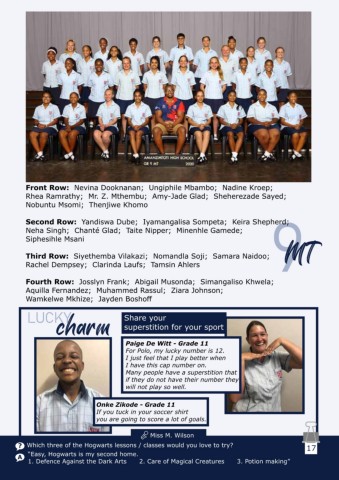 AMANZIMTOTI HIGH SCHOOL
GR 9 MT 2020
Front Row: Nevina Dooknanan; Ungiphile Mbambo; Nadine Kroep;
Rhea Ramrathy; Mr. Z. Mthembu; Amy-Jade Glad; Sheherezade Sayed;
Nobuntu Msomi; Thenjiwe Khomo
Second Row: Yandiswa Dube; Iyamangalisa Sompeta; Keira Shepherd;
Neha Singh; Chanté Glad; Taite Nipper; Minenhle Gamede;
Siphesihle Msani
9MT
Third Row: Siyethemba Vilakazi; Nomandla Soji; Samara Naidoo;
Rachel Dempsey; Clarinda Laufs; Tamsin Ahlers
Fourth Row: Josslyn Frank; Abigail Musonda; Simangaliso Khwela;
Aquilla Fernandez; Muhammed Rassul; Ziara Johnson;
Wamkelwe Mkhize; Jayden Boshoff
LUCKY charm
Share your
superstition for your sport
Paige De Witt - Grade 11
For Polo, my lucky number is 12.
I just feel that I play better when
I have this cap number on.
Many people have a superstition that
if they do not have their number they
will not play so well.
Onke Zikode - Grade 11
If you tuck in your soccer shirt
you are going to score a lot of goals.
Miss M. Wilson
? Which three of the Hogwarts lessons / classes would you love to try?
A "Easy, Hogwarts is my second home.
1. Defence Against the Dark Arts 2. Care of Magical Creatures 3. Potion making"
17